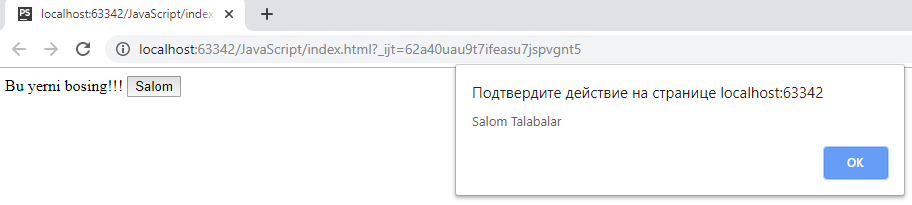 PS localhost:63342/JavaScript/index
localhost:63342/JavaScript/index.html?_ijt=62a40uau9t7ifeasu7jspvgnt5
Bu yerni bosing!!! Salom
Подтвердите действие на странице localhost:63342
Salom Talabalar
OK